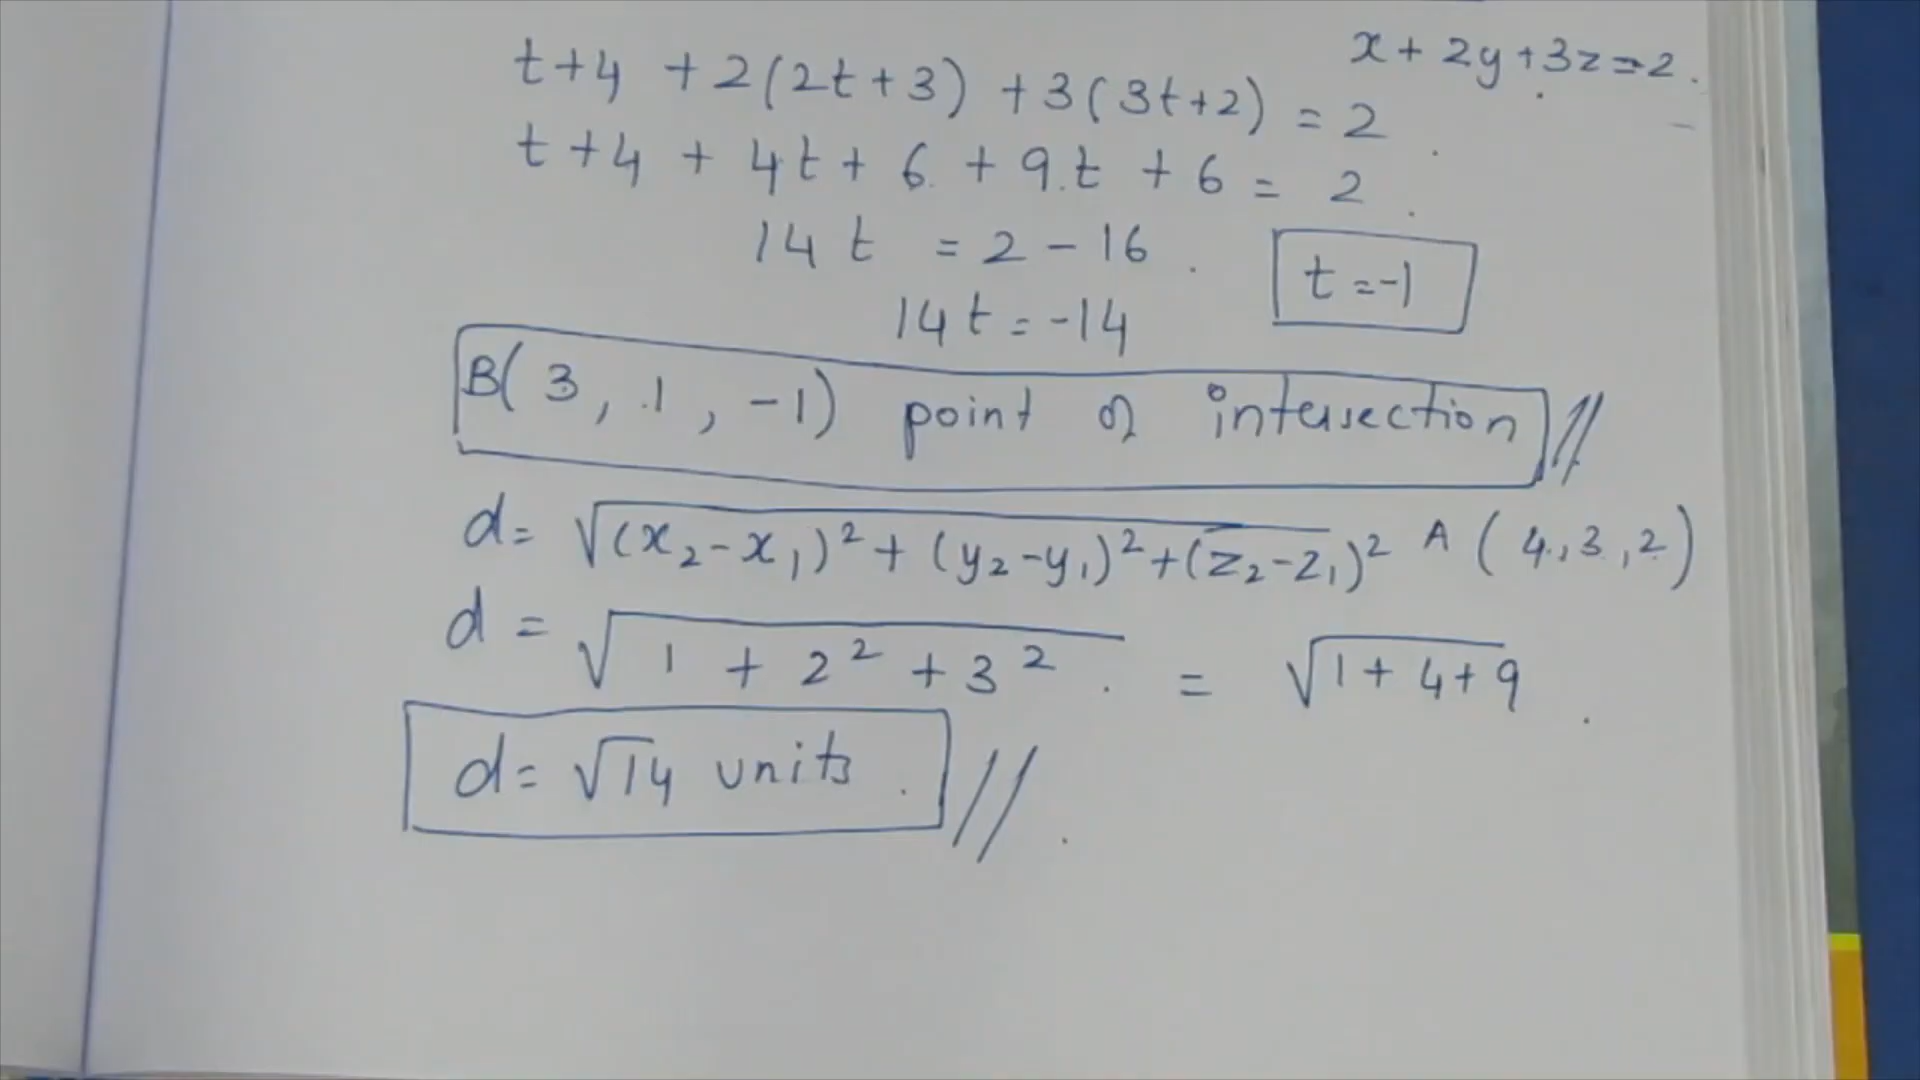 x + 2y + 3z = 2.
t + 4 + 2(2t + 3) + 3(3t + 2) = 2
t + 4 + 4t + 6 + 9t + 6 = 2
14t = 2 - 16
t = -1
14t = -14
B(3, 1, -1) point of intersection //
d = √(x₂ - x₁)² + (y₂ - y₁)² + (z₂ - z₁)² A (4, 3, 2)
d = √1 + 2² + 3² = √1 + 4 + 9
d = √14 units //